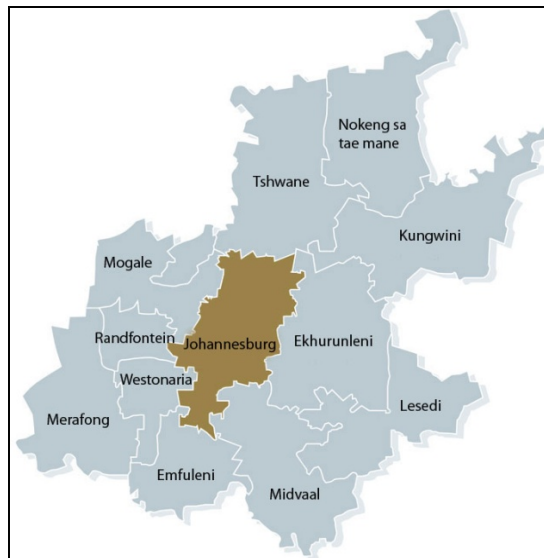 Nokeng sa
tae mane
Tshwane
Kungwini
Mogale
Randfontein
Johannesburg
Ekhurunleni
Westonaria
Lesedi
Merafong
Emfuleni
Midvaal